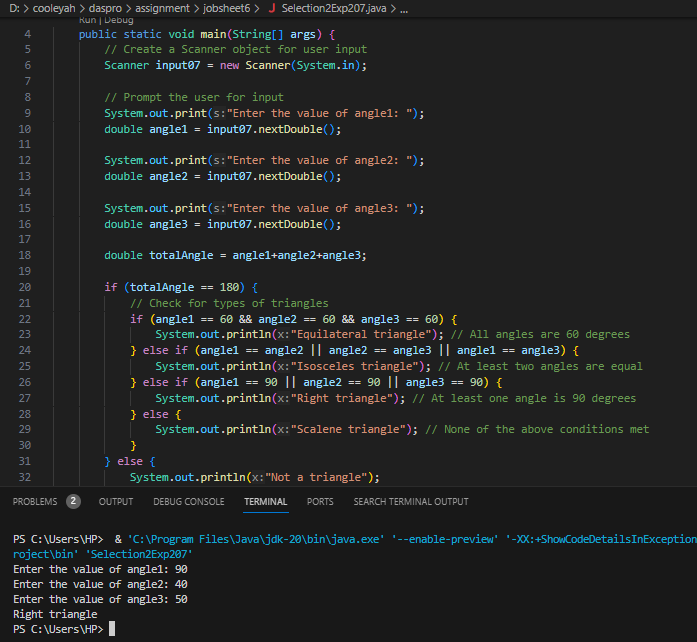 D: > cooleyah > daspro > assignment > jobsheet6 > J Selection2Exp207.java > ...
Run | Debug
4 public static void main(String[] args) {
5 // Create a Scanner object for user input
6 Scanner input07 = new Scanner(System.in);
7
8 // Prompt the user for input
9 System.out.print(s:"Enter the value of angle1: ");
10 double angle1 = input07.nextDouble();
11
12 System.out.print(s:"Enter the value of angle2: ");
13 double angle2 = input07.nextDouble();
14
15 System.out.print(s:"Enter the value of angle3: ");
16 double angle3 = input07.nextDouble();
17
18 double totalAngle = angle1+angle2+angle3;
19
20 if (totalAngle == 180) {
21 // Check for types of triangles
22 if (angle1 == 60 && angle2 == 60 && angle3 == 60) {
23 System.out.println(x:"Equilateral triangle"); // All angles are 60 degrees
24 } else if (angle1 == angle2 || angle2 == angle3 || angle1 == angle3) {
25 System.out.println(x:"Isosceles triangle"); // At least two angles are equal
26 } else if (angle1 == 90 || angle2 == 90 || angle3 == 90) {
27 System.out.println(x:"Right triangle"); // At least one angle is 90 degrees
28 } else {
29 System.out.println(x:"Scalene triangle"); // None of the above conditions met
30 }
31 } else {
32 System.out.println(x:"Not a triangle");
PROBLEMS 2 OUTPUT DEBUG CONSOLE TERMINAL PORTS SEARCH TERMINAL OUTPUT
PS C:\Users\HP> & 'C:\Program Files\Java\jdk-20\bin\java.exe' '--enable-preview' '-XX:+ShowCodeDetailsInException
roject\bin' 'Selection2Exp207'
Enter the value of angle1: 90
Enter the value of angle2: 40
Enter the value of angle3: 50
Right triangle
PS C:\Users\HP>